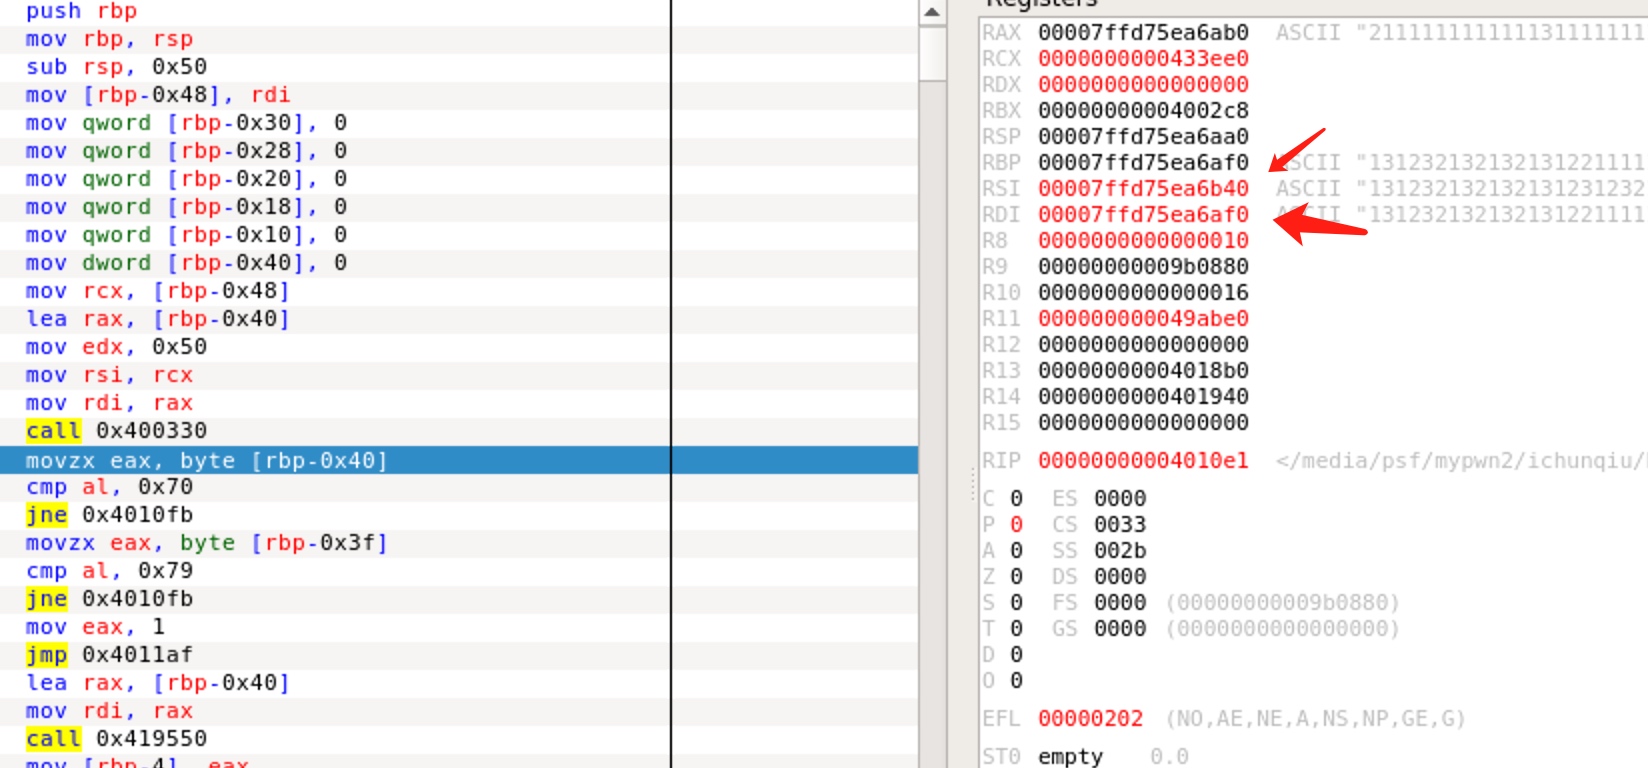 push rbp
mov rbp, rsp
sub rsp, 0x50
mov [rbp-0x48], rdi
mov qword [rbp-0x30], 0
mov qword [rbp-0x28], 0
mov qword [rbp-0x20], 0
mov qword [rbp-0x18], 0
mov qword [rbp-0x10], 0
mov dword [rbp-0x40], 0
mov rcx, [rbp-0x48]
lea rax, [rbp-0x40]
mov edx, 0x50
mov rsi, rcx
mov rdi, rax
call 0x400330
movzx eax, byte [rbp-0x40]
cmp al, 0x70
jne 0x4010fb
movzx eax, byte [rbp-0x3f]
cmp al, 0x79
jne 0x4010fb
mov eax, 1
jmp 0x4011af
lea rax, [rbp-0x40]
mov rdi, rax
call 0x419550
mov [rbp-4], eax
Registers
RAX 00007ffd75ea6ab0 ASCII "2111111111111131111111
RCX 0000000000433ee0
RDX 0000000000000000
RBX 00000000004002c8
RSP 00007ffd75ea6aa0
RBP 00007ffd75ea6af0 ASCII "1312321321321312211111
RSI 00007ffd75ea6b40 ASCII "131232132132131231232
RDI 00007ffd75ea6af0 ASCII "1312321321321312211111
R8 0000000000000010
R9 00000000009b0880
R10 0000000000000016
R11 000000000049abe0
R12 0000000000000000
R13 00000000004018b0
R14 0000000000401940
R15 0000000000000000
RIP 00000000004010e1 </media/psf/mypwn2/ichunqiu/
C 0 ES 0000
P 0 CS 0033
A 0 SS 002b
Z 0 DS 0000
S 0 FS 0000 (00000000009b0880)
T 0 GS 0000 (0000000000000000)
D 0
O 0
EFL 00000202 (NO,AE,NE,A,NS,NP,GE,G)
ST0 empty 0.0